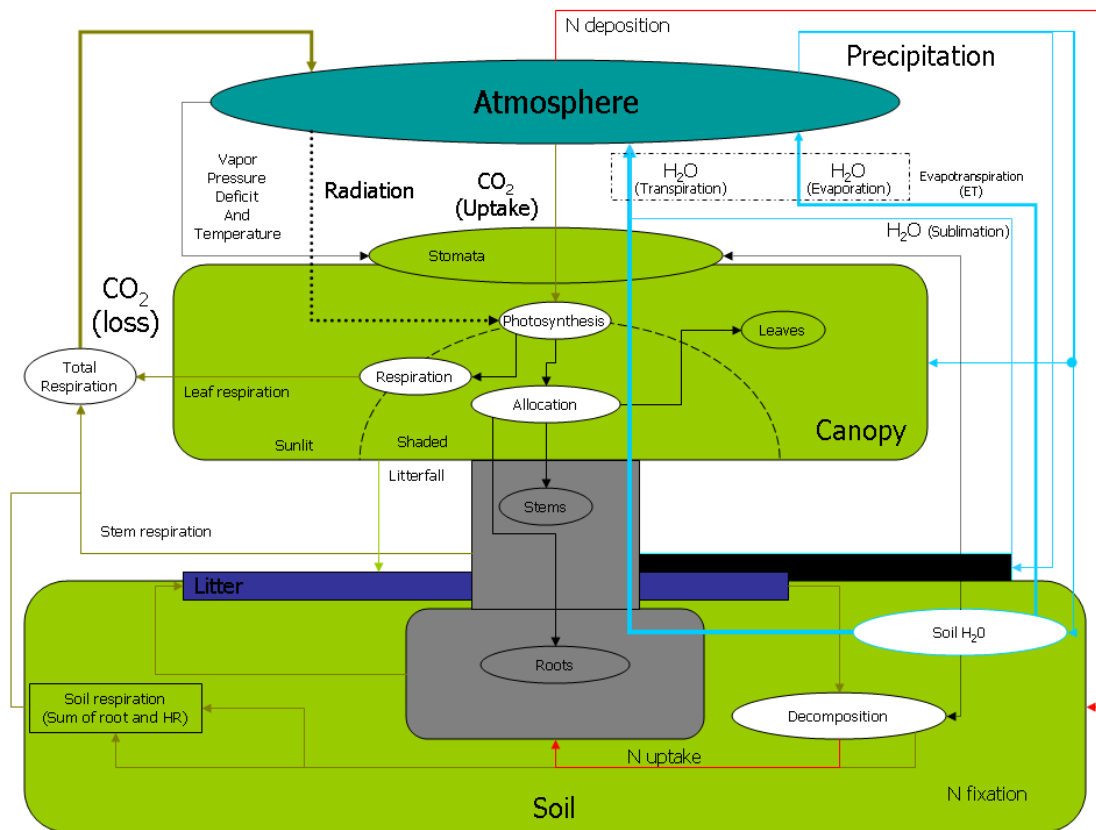 N deposition
Precipitation
Atmosphere
Vapor
Pressure
Deficit
And
Temperature
Radiation
CO₂
(Uptake)
H₂O
(Transpiration)
H₂O
(Evaporation)
Evapotranspiration
(ET)
H₂O (Sublimation)
Stomata
CO₂
(loss)
Photosynthesis
Leaves
Total
Respiration
Leaf respiration
Respiration
Allocation
Canopy
Sunlit
Shaded
Litterfall
Stems
Stem respiration
Litter
Soil H₂0
Roots
Soil respiration
(Sum of root and HR)
Decomposition
N uptake
N fixation
Soil